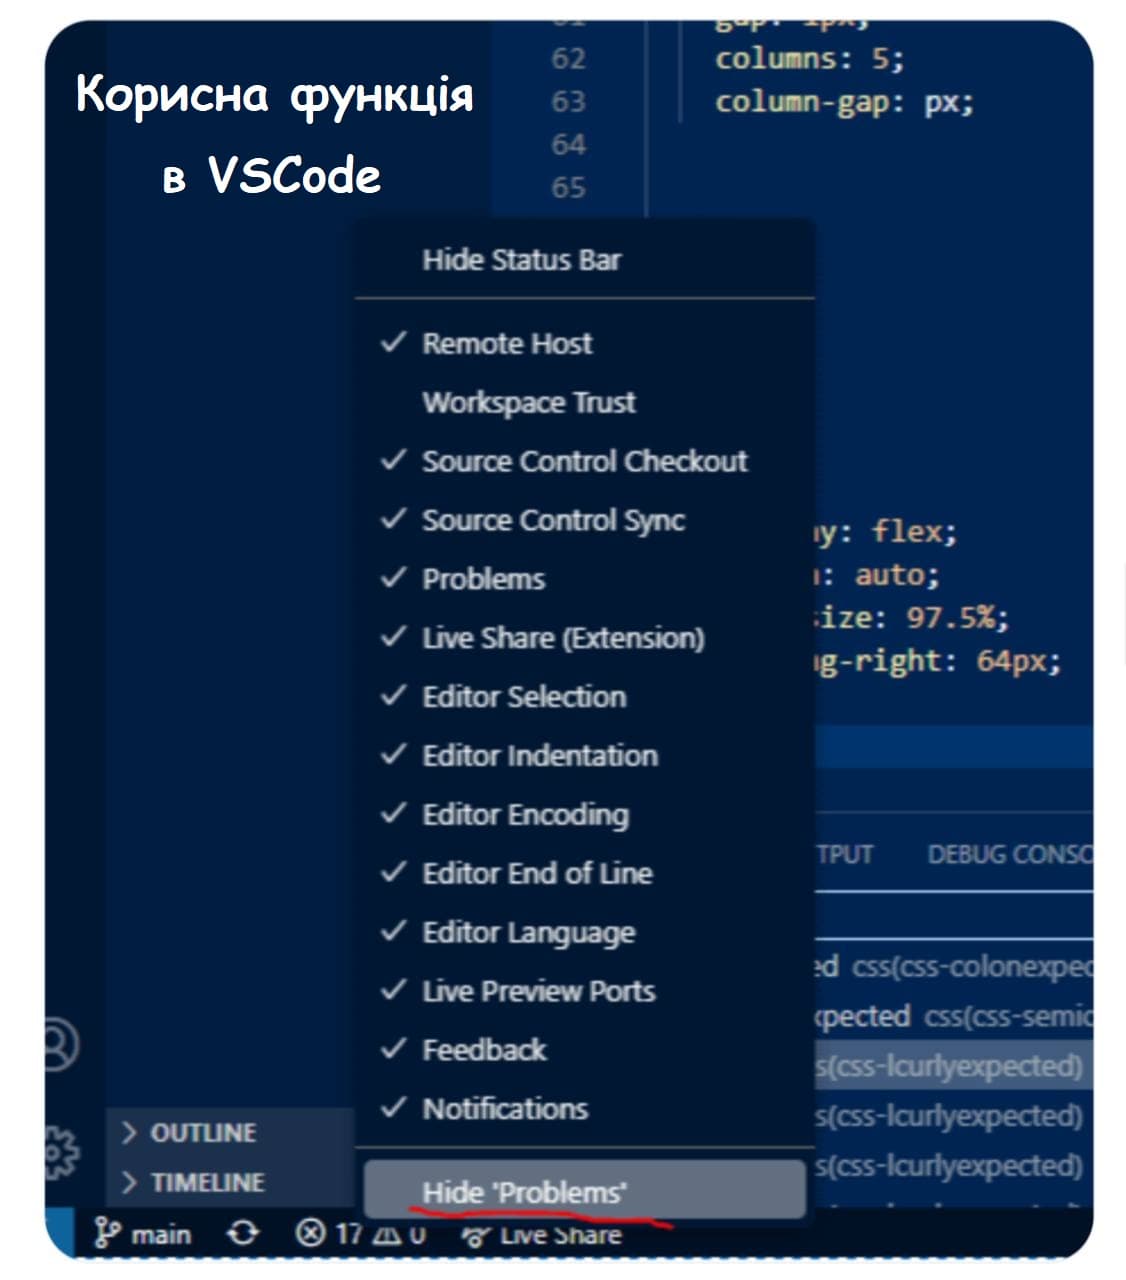 Корисна функція
в VSCode
62 columns: 5;
63 column-gap: px;
64
65
Hide Status Bar
Remote Host
Workspace Trust
Source Control Checkout
Source Control Sync
Problems
Live Share (Extension)
Editor Selection
Editor Indentation
Editor Encoding
Editor End of Line
Editor Language
Live Preview Ports
Feedback
Notifications
Hide 'Problems'
y: flex;
: auto;
size: 97.5%;
g-right: 64px;
TPUT DEBUG CONSO
ed css(css-colonexpec
xpected css(css-semic
s(css-lcurlyexpected)
s(css-lcurlyexpected)
s(css-lcurlyexpected)
OUTLINE
TIMELINE
main 17 0 Live Share